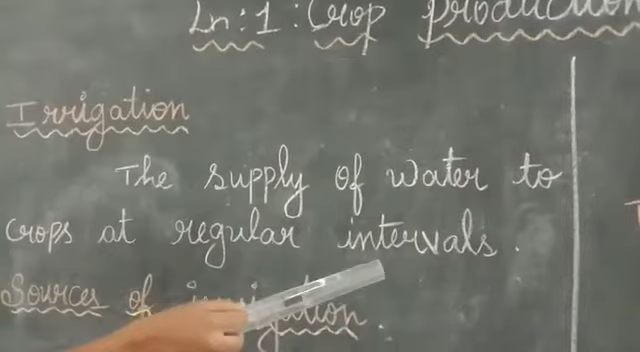 Ln:1: Crop Production
Irrigation
The supply of water to
crops at regular intervals.
Sources of irrigation.